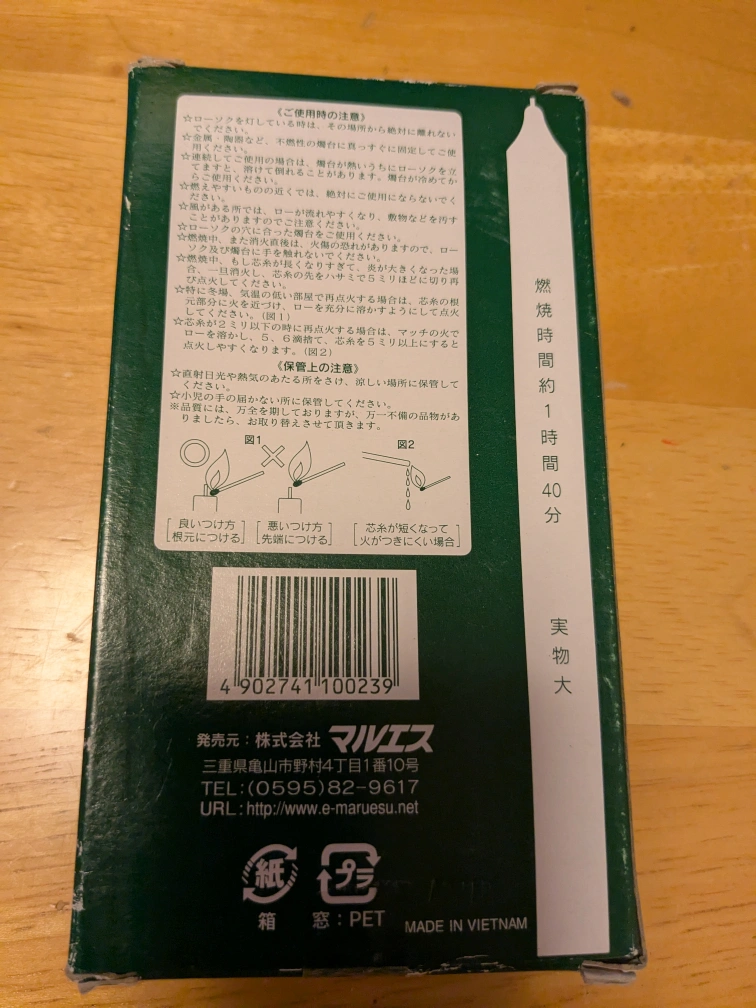 《ご使用時の注意》
☆ローソクを灯している時は、その場所から絶対に離れない
でください。
☆金属・陶器など、不燃性の燭台に真っすぐに固定してご使
用ください。
☆連続してご使用の場合は、燭台が熱いうちにローソクを立
てますと、溶けて倒れることがあります。燭台が冷めてか
らご使用ください。
☆燃えやすいものの近くでは、絶対にご使用にならないでく
ださい。
☆風がある所では、ローが流れやすくなり、敷物などを汚す
ことがありますのでご注意ください。
☆ローソクの穴に合った燭台をご使用ください。
☆燃焼中、また消火直後は、火傷の恐れがありますので、ロー
ソク及び燭台に手を触れないでください。
☆燃焼中、もし芯糸が長くなりすぎて、炎が大きくなった場
合、一旦消火し、芯糸の先をハサミで5ミリほどに切り再
び点火してください。
☆特に冬場、気温の低い部屋で再点火する場合は、芯糸の根
元部分に火を近づけ、ローを充分に溶かすようにして点火
してください。(図1)
☆芯糸が2ミリ以下の時に再点火する場合は、マッチの火で
ローを溶かし、5、6滴捨て、芯糸を5ミリ以上にすると
点火しやすくなります。(図2)
《保管上の注意》
☆直射日光や熱気のあたる所をさけ、涼しい場所に保管して
ください。
☆小児の手の届かない所に保管してください。
※品質には、万全を期しておりますが、万一不備の品物があ
りましたら、お取り替えさせて頂きます。
図1
図2
良いつけ方
根元につける
悪いつけ方
先端につける
芯糸が短くなって
火がつきにくい場合
4 902741 100239
発売元：株式会社 マルエス
三重県亀山市野村4丁目1番10号
TEL:(0595)82-9617
URL:http://www.e-maruesu.net
紙
箱
プラ
窓：PET
MADE IN VIETNAM
燃焼時間約1時間40分
実物大